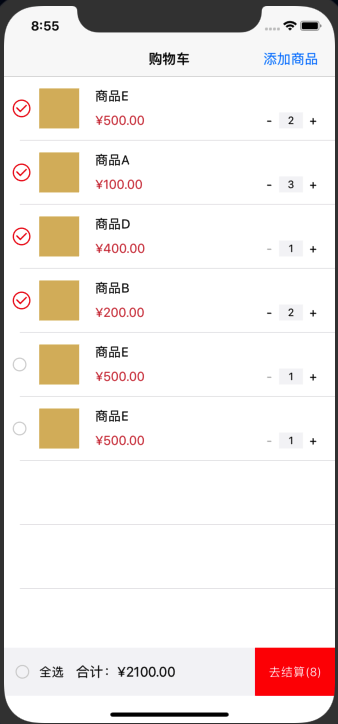 8:55
购物车 添加商品
商品E
¥500.00 - 2 +
商品A
¥100.00 - 3 +
商品D
¥400.00 - 1 +
商品B
¥200.00 - 2 +
商品E
¥500.00 - 1 +
商品E
¥500.00 - 1 +
全选 合计：¥2100.00 去结算(8)